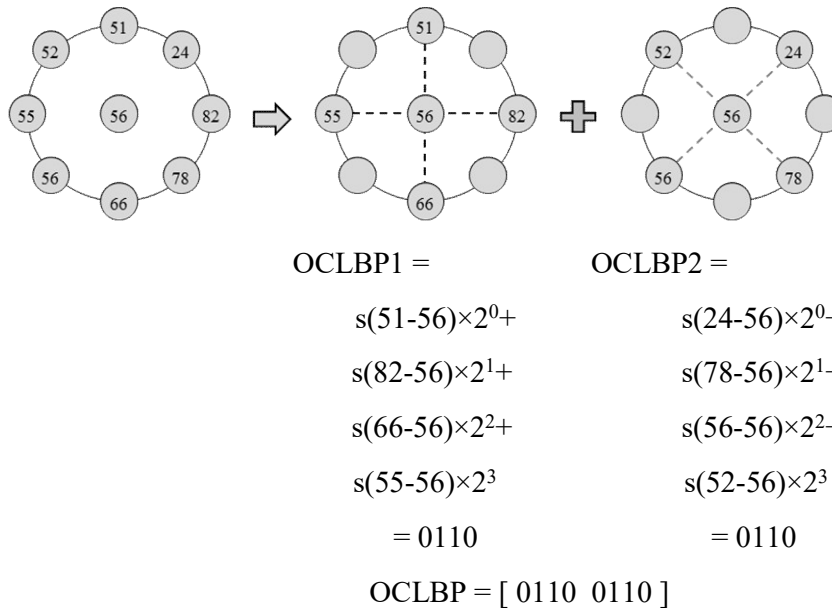 51 51
52 24 52 24
55 56 82 55 56 82 56
56 78 56 78
66 66
OCLBP1 = OCLBP2 =
s(51-56)×2⁰+ s(24-56)×2⁰+
s(82-56)×2¹+ s(78-56)×2¹+
s(66-56)×2²+ s(56-56)×2²+
s(55-56)×2³ s(52-56)×2³
= 0110 = 0110
OCLBP = [ 0110 0110 ]